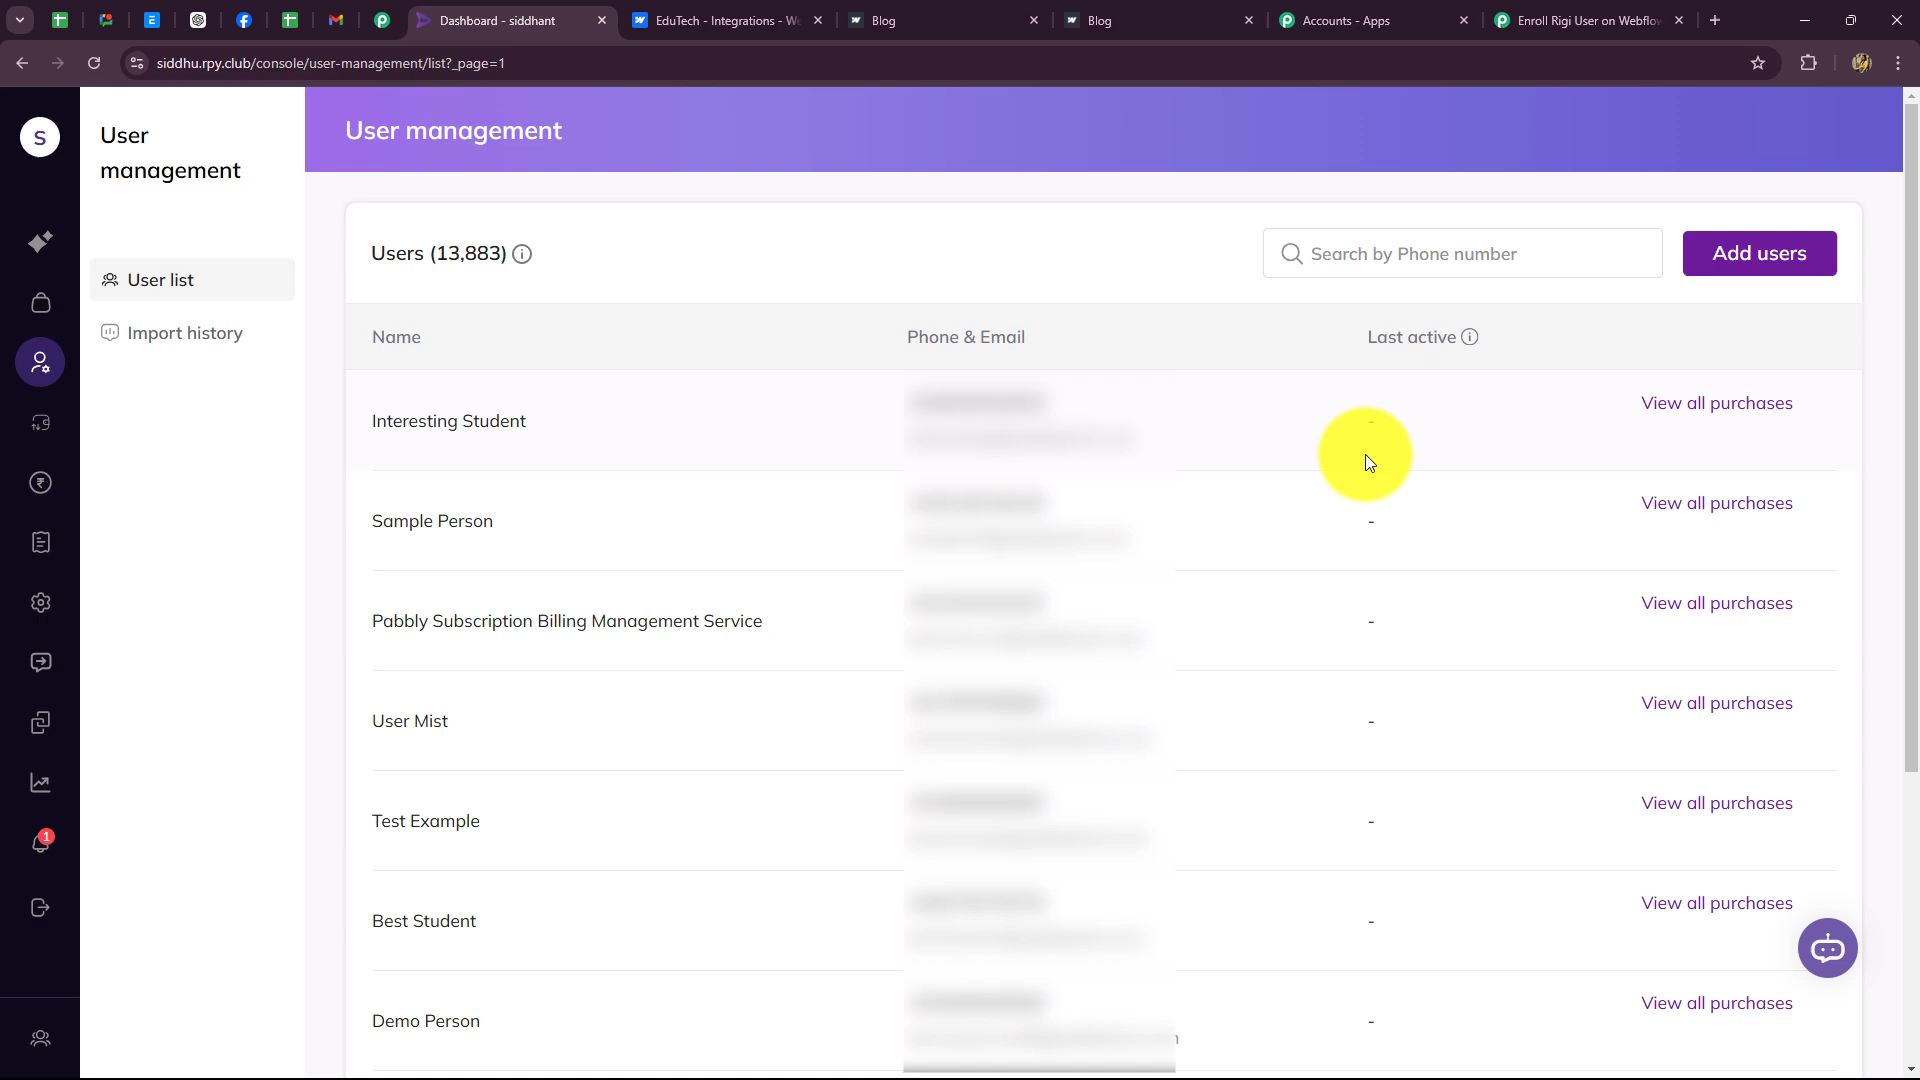 Dashboard - siddhant
EduTech - Integrations - We
Blog
Blog
Accounts - Apps
Enroll Rigi User on Webflow
siddhu.rpy.club/console/user-management/list?_page=1
S
User
management
User management
Users (13,883)
Search by Phone number
Add users
User list
Import history
Name
Phone & Email
Last active
Interesting Student
-
View all purchases
Sample Person
-
View all purchases
Pabbly Subscription Billing Management Service
-
View all purchases
User Mist
-
View all purchases
Test Example
-
View all purchases
1
Best Student
-
View all purchases
Demo Person
-
View all purchases